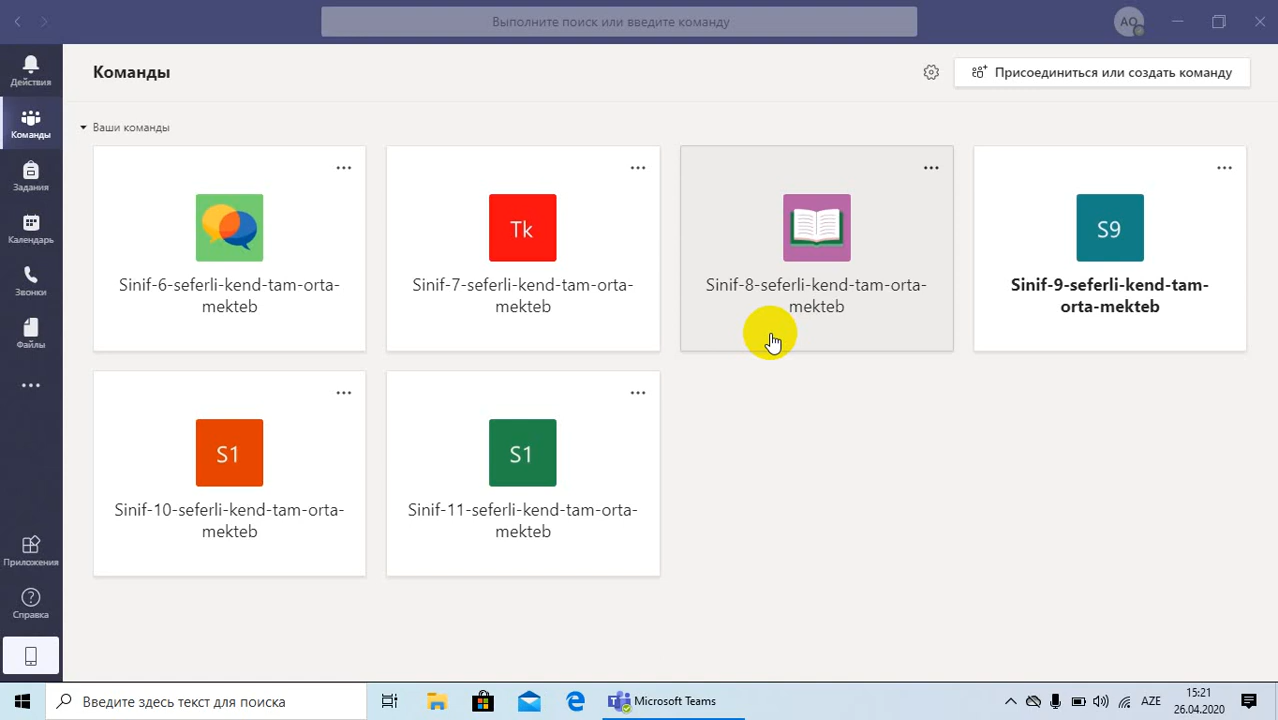 Выполните поиск или введите команду
AO
Действия
Команды
Задания
Календарь
Звонки
Файлы
Приложения
Справка
Команды
Присоединиться или создать команду
Ваши команды
Sinif-6-seferli-kend-tam-orta-
mekteb
Tk
Sinif-7-seferli-kend-tam-orta-
mekteb
Sinif-8-seferli-kend-tam-orta-
mekteb
S9
Sinif-9-seferli-kend-tam-
orta-mekteb
S1
Sinif-10-seferli-kend-tam-orta-
mekteb
S1
Sinif-11-seferli-kend-tam-orta-
mekteb
Введите здесь текст для поиска
Microsoft Teams
AZE
15:21
26.04.2020